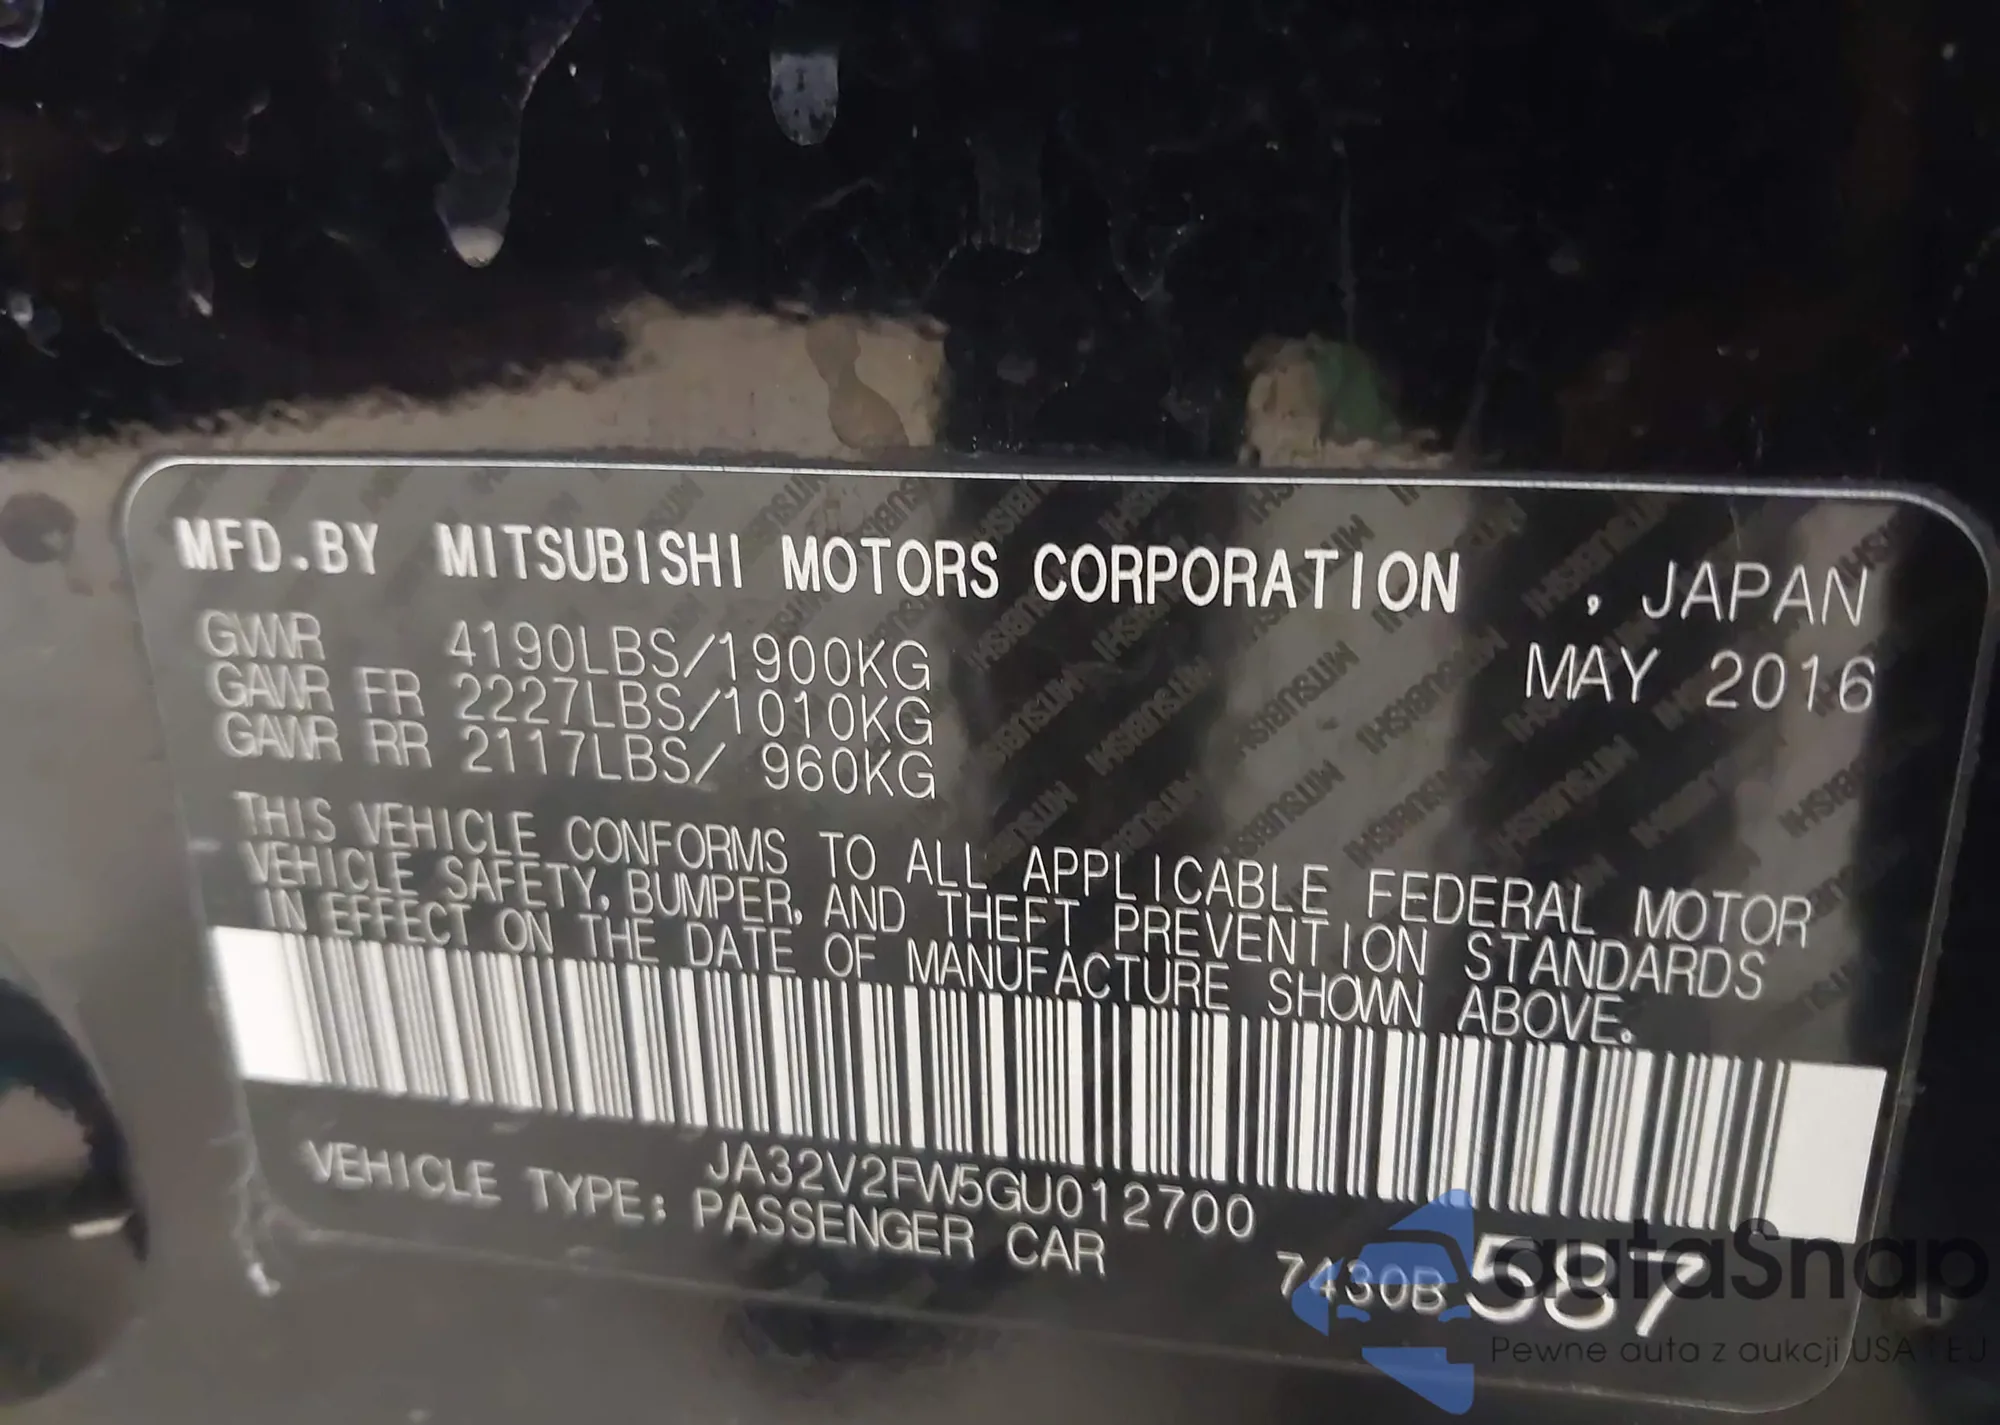 MFD.BY MITSUBISHI MOTORS CORPORATION , JAPAN
GVWR 4190LBS/1900KG MAY 2016
GAWR FR 2227LBS/1010KG
GAWR RR 2117LBS/ 960KG
THIS VEHICLE CONFORMS TO ALL APPLICABLE FEDERAL MOTOR
VEHICLE SAFETY, BUMPER, AND THEFT PREVENTION STANDARDS
IN EFFECT ON THE DATE OF MANUFACTURE SHOWN ABOVE.
JA32V2FW5GU012700
VEHICLE TYPE: PASSENGER CAR
7430B587
autaSnap
Pewne auta z aukcji USA i EU